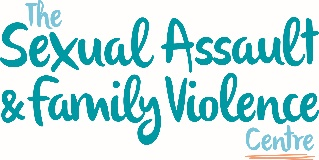 The
Sexual Assault
& family Violence
Centre